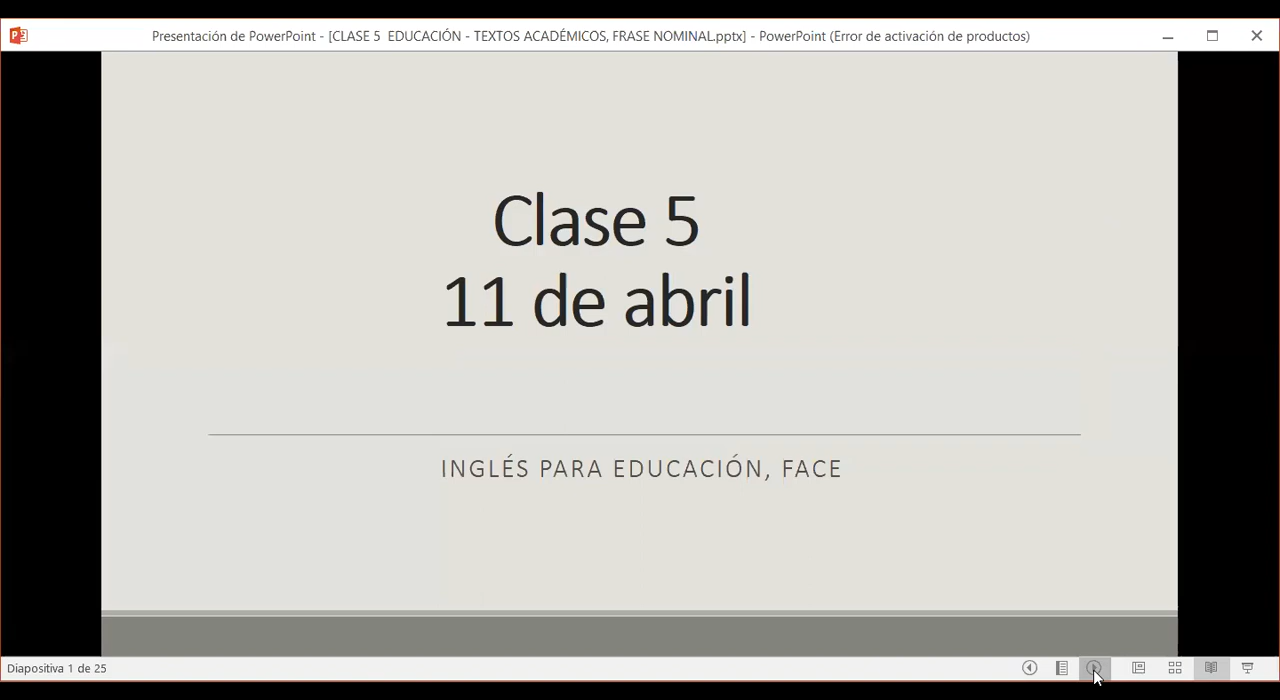 Presentación de PowerPoint - [CLASE 5  EDUCACIÓN - TEXTOS ACADÉMICOS, FRASE NOMINAL.pptx] - PowerPoint (Error de activación de productos)
Clase 5
11 de abril
INGLÉS PARA EDUCACIÓN, FACE
Diapositiva 1 de 25